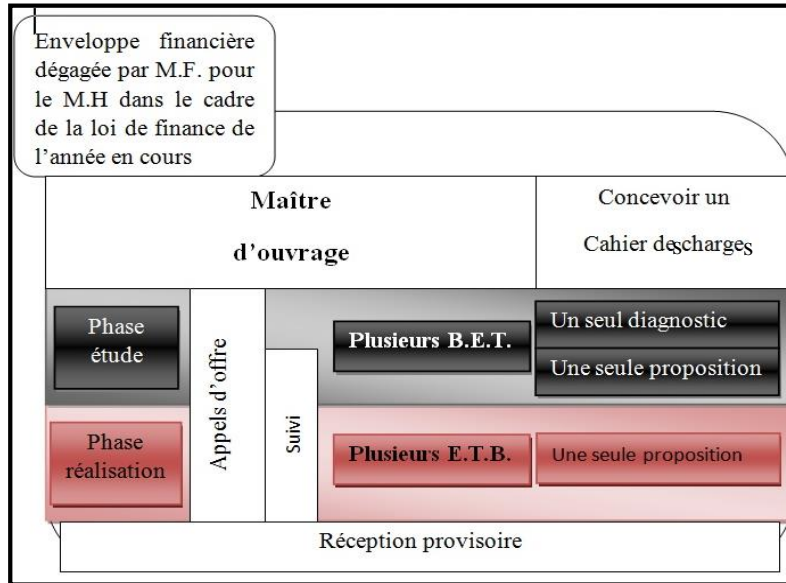 Enveloppe financière
dégagée par M.F. pour
le M.H dans le cadre
de la loi de finance de
l'année en cours
Maître
d'ouvrage
Concevoir un
Cahier descharges
Phase
étude
Appels d'offre
Suivi
Plusieurs B.E.T.
Un seul diagnostic
Une seule proposition
Phase
réalisation
Plusieurs E.T.B.
Une seule proposition
Réception provisoire